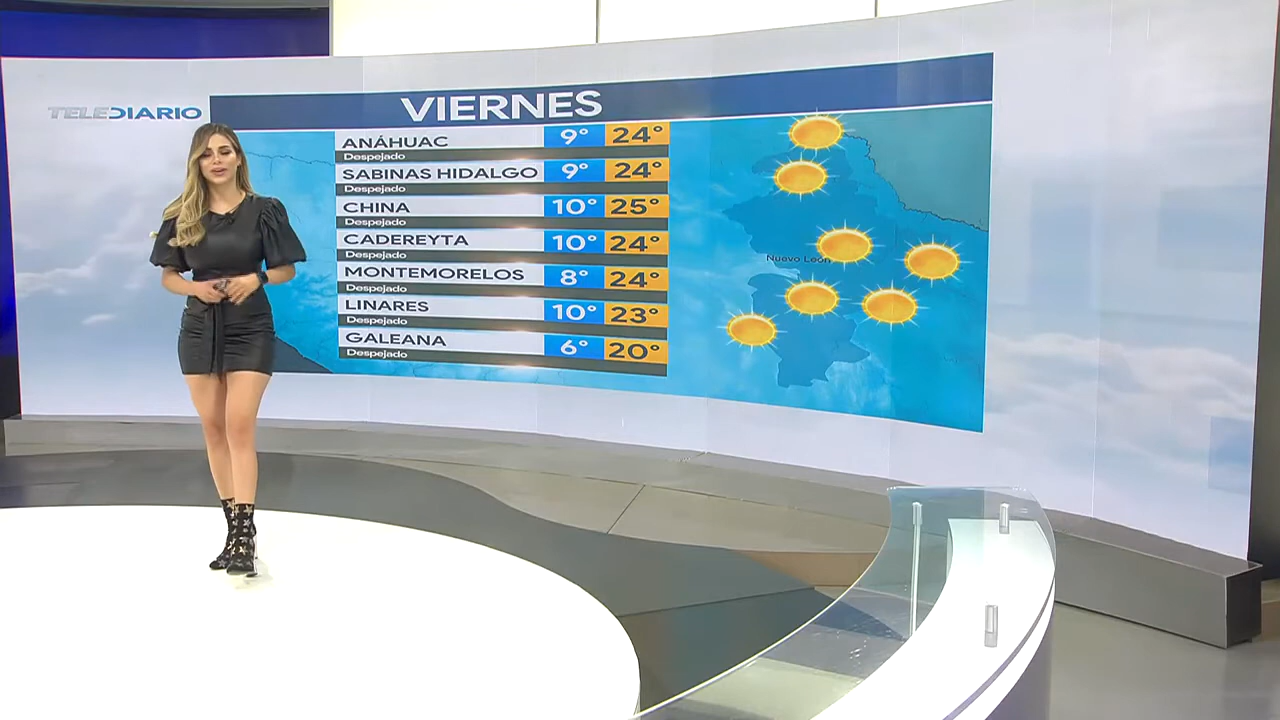 TELEDIARIO
VIERNES
ANÁHUAC 9° 24°
Despejado
SABINAS HIDALGO 9° 24°
Despejado
CHINA 10° 25°
Despejado
CADEREYTA 10° 24°
Despejado
MONTEMORELOS 8° 24°
Despejado
LINARES 10° 23°
Despejado
GALEANA 6° 20°
Despejado
Nuevo León